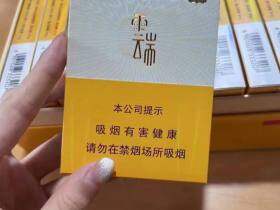 云端
本公司提示
吸烟有害健康
请勿在禁烟场所吸烟